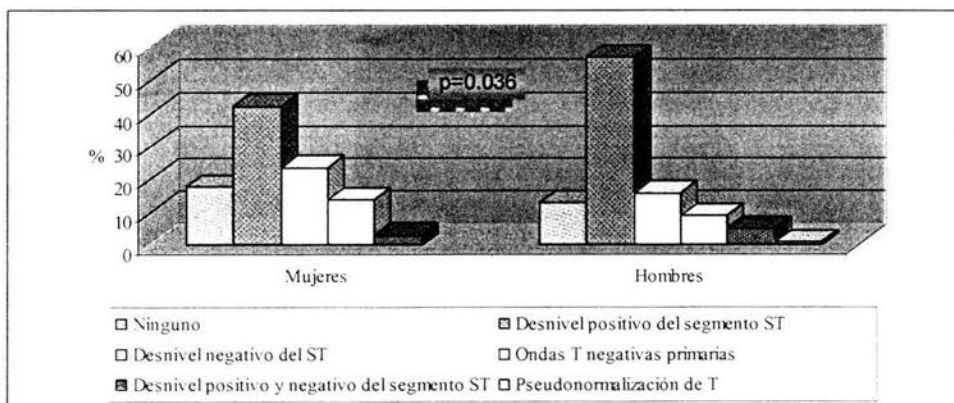 60
50
40
30
20
10
0
%
p=0.036
Mujeres
Hombres
Ninguno
Desnivel positivo del segmento ST
Desnivel negativo del ST
Ondas T negativas primarias
Desnivel positivo y negativo del segmento ST
Pseudonormalización de T